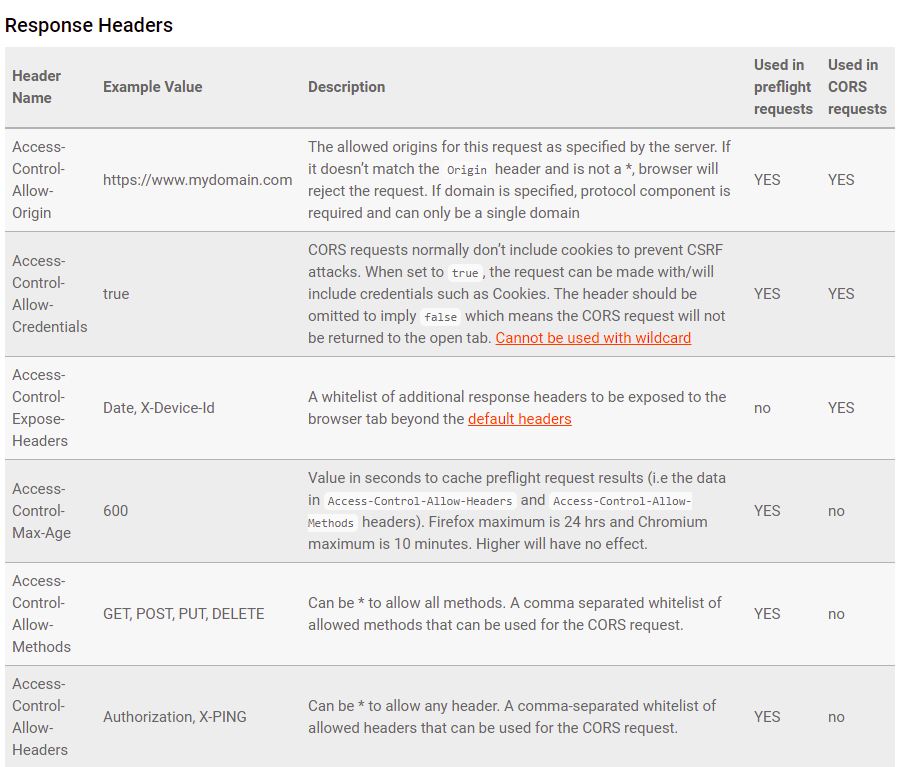 Response Headers
Header
Name
Example Value
Description
Used in
preflight
requests
Used in
CORS
requests
Access-
Control-
Allow-
Origin
https://www.mydomain.com
The allowed origins for this request as specified by the server. If
it doesn’t match the Origin header and is not a *, browser will
reject the request. If domain is specified, protocol component is
required and can only be a single domain
YES
YES
Access-
Control-
Allow-
Credentials
true
CORS requests normally don’t include cookies to prevent CSRF
attacks. When set to true, the request can be made with/will
include credentials such as Cookies. The header should be
omitted to imply false which means the CORS request will not
be returned to the open tab. Cannot be used with wildcard
YES
YES
Access-
Control-
Expose-
Headers
Date, X-Device-Id
A whitelist of additional response headers to be exposed to the
browser tab beyond the default headers
no
YES
Access-
Control-
Max-Age
600
Value in seconds to cache preflight request results (i.e the data
in Access-Control-Allow-Headers and Access-Control-Allow-
Methods headers). Firefox maximum is 24 hrs and Chromium
maximum is 10 minutes. Higher will have no effect.
YES
no
Access-
Control-
Allow-
Methods
GET, POST, PUT, DELETE
Can be * to allow all methods. A comma separated whitelist of
allowed methods that can be used for the CORS request.
YES
no
Access-
Control-
Allow-
Headers
Authorization, X-PING
Can be * to allow any header. A comma-separated whitelist of
allowed headers that can be used for the CORS request.
YES
no